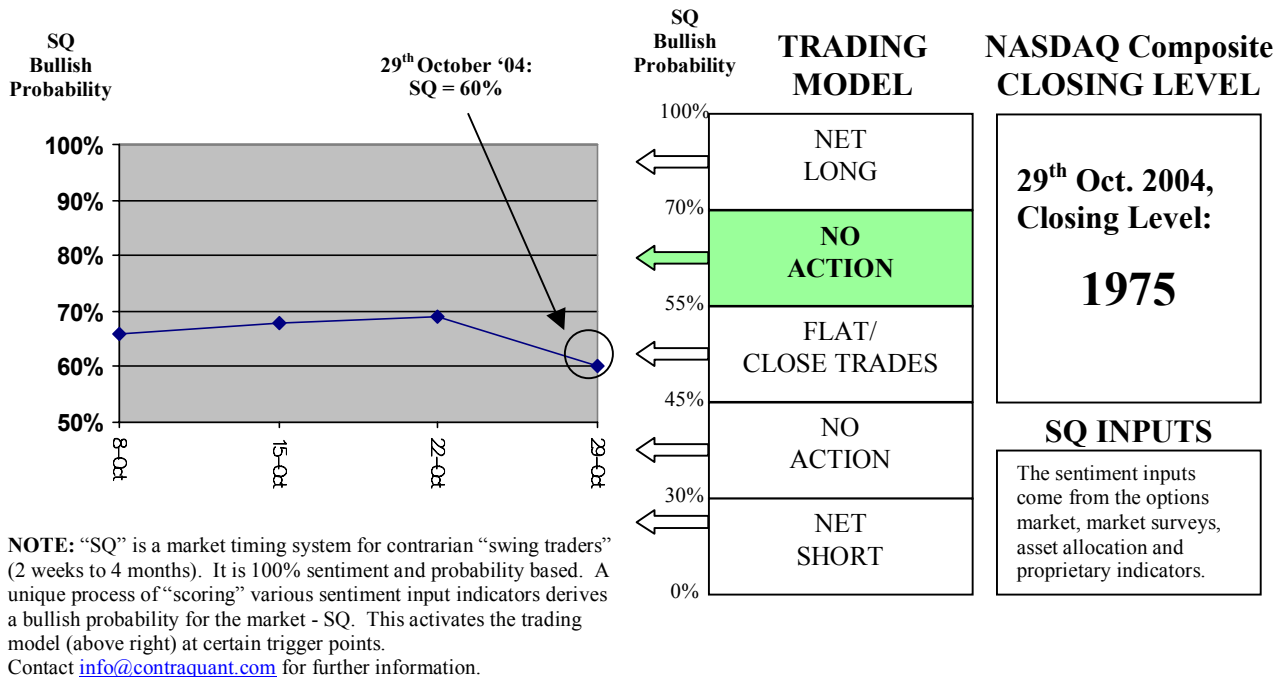 SQ
Bullish
Probability
29th October ‘04:
SQ = 60%
100%
90%
80%
70%
60%
50%
8-Oct
15-Oct
22-Oct
29-Oct
NOTE: “SQ” is a market timing system for contrarian “swing traders”
(2 weeks to 4 months). It is 100% sentiment and probability based. A
unique process of “scoring” various sentiment input indicators derives
a bullish probability for the market - SQ. This activates the trading
model (above right) at certain trigger points.
Contact info@contraquant.com for further information.
SQ
Bullish
Probability
100%
70%
55%
45%
30%
0%
TRADING
MODEL
NET
LONG
NO
ACTION
FLAT/
CLOSE TRADES
NO
ACTION
NET
SHORT
NASDAQ Composite
CLOSING LEVEL
29th Oct. 2004,
Closing Level:
1975
SQ INPUTS
The sentiment inputs
come from the options
market, market surveys,
asset allocation and
proprietary indicators.